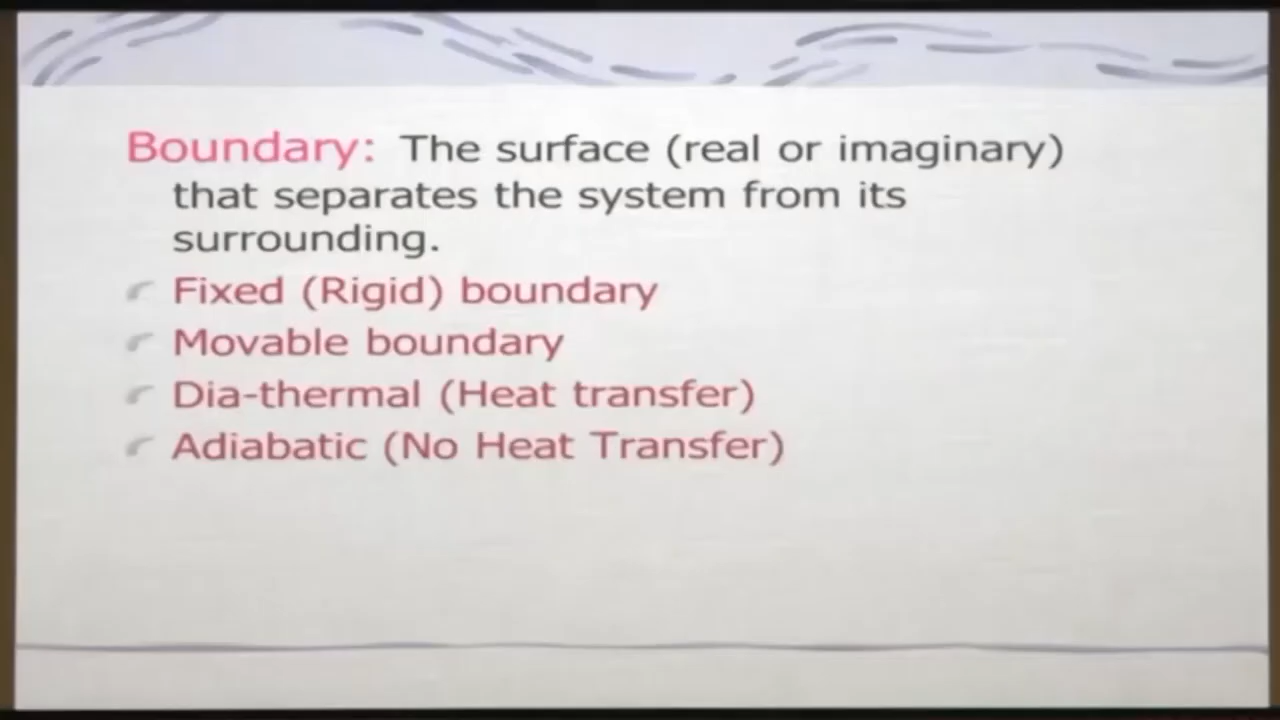 Boundary: The surface (real or imaginary)
that separates the system from its
surrounding.
Fixed (Rigid) boundary
Movable boundary
Dia-thermal (Heat transfer)
Adiabatic (No Heat Transfer)